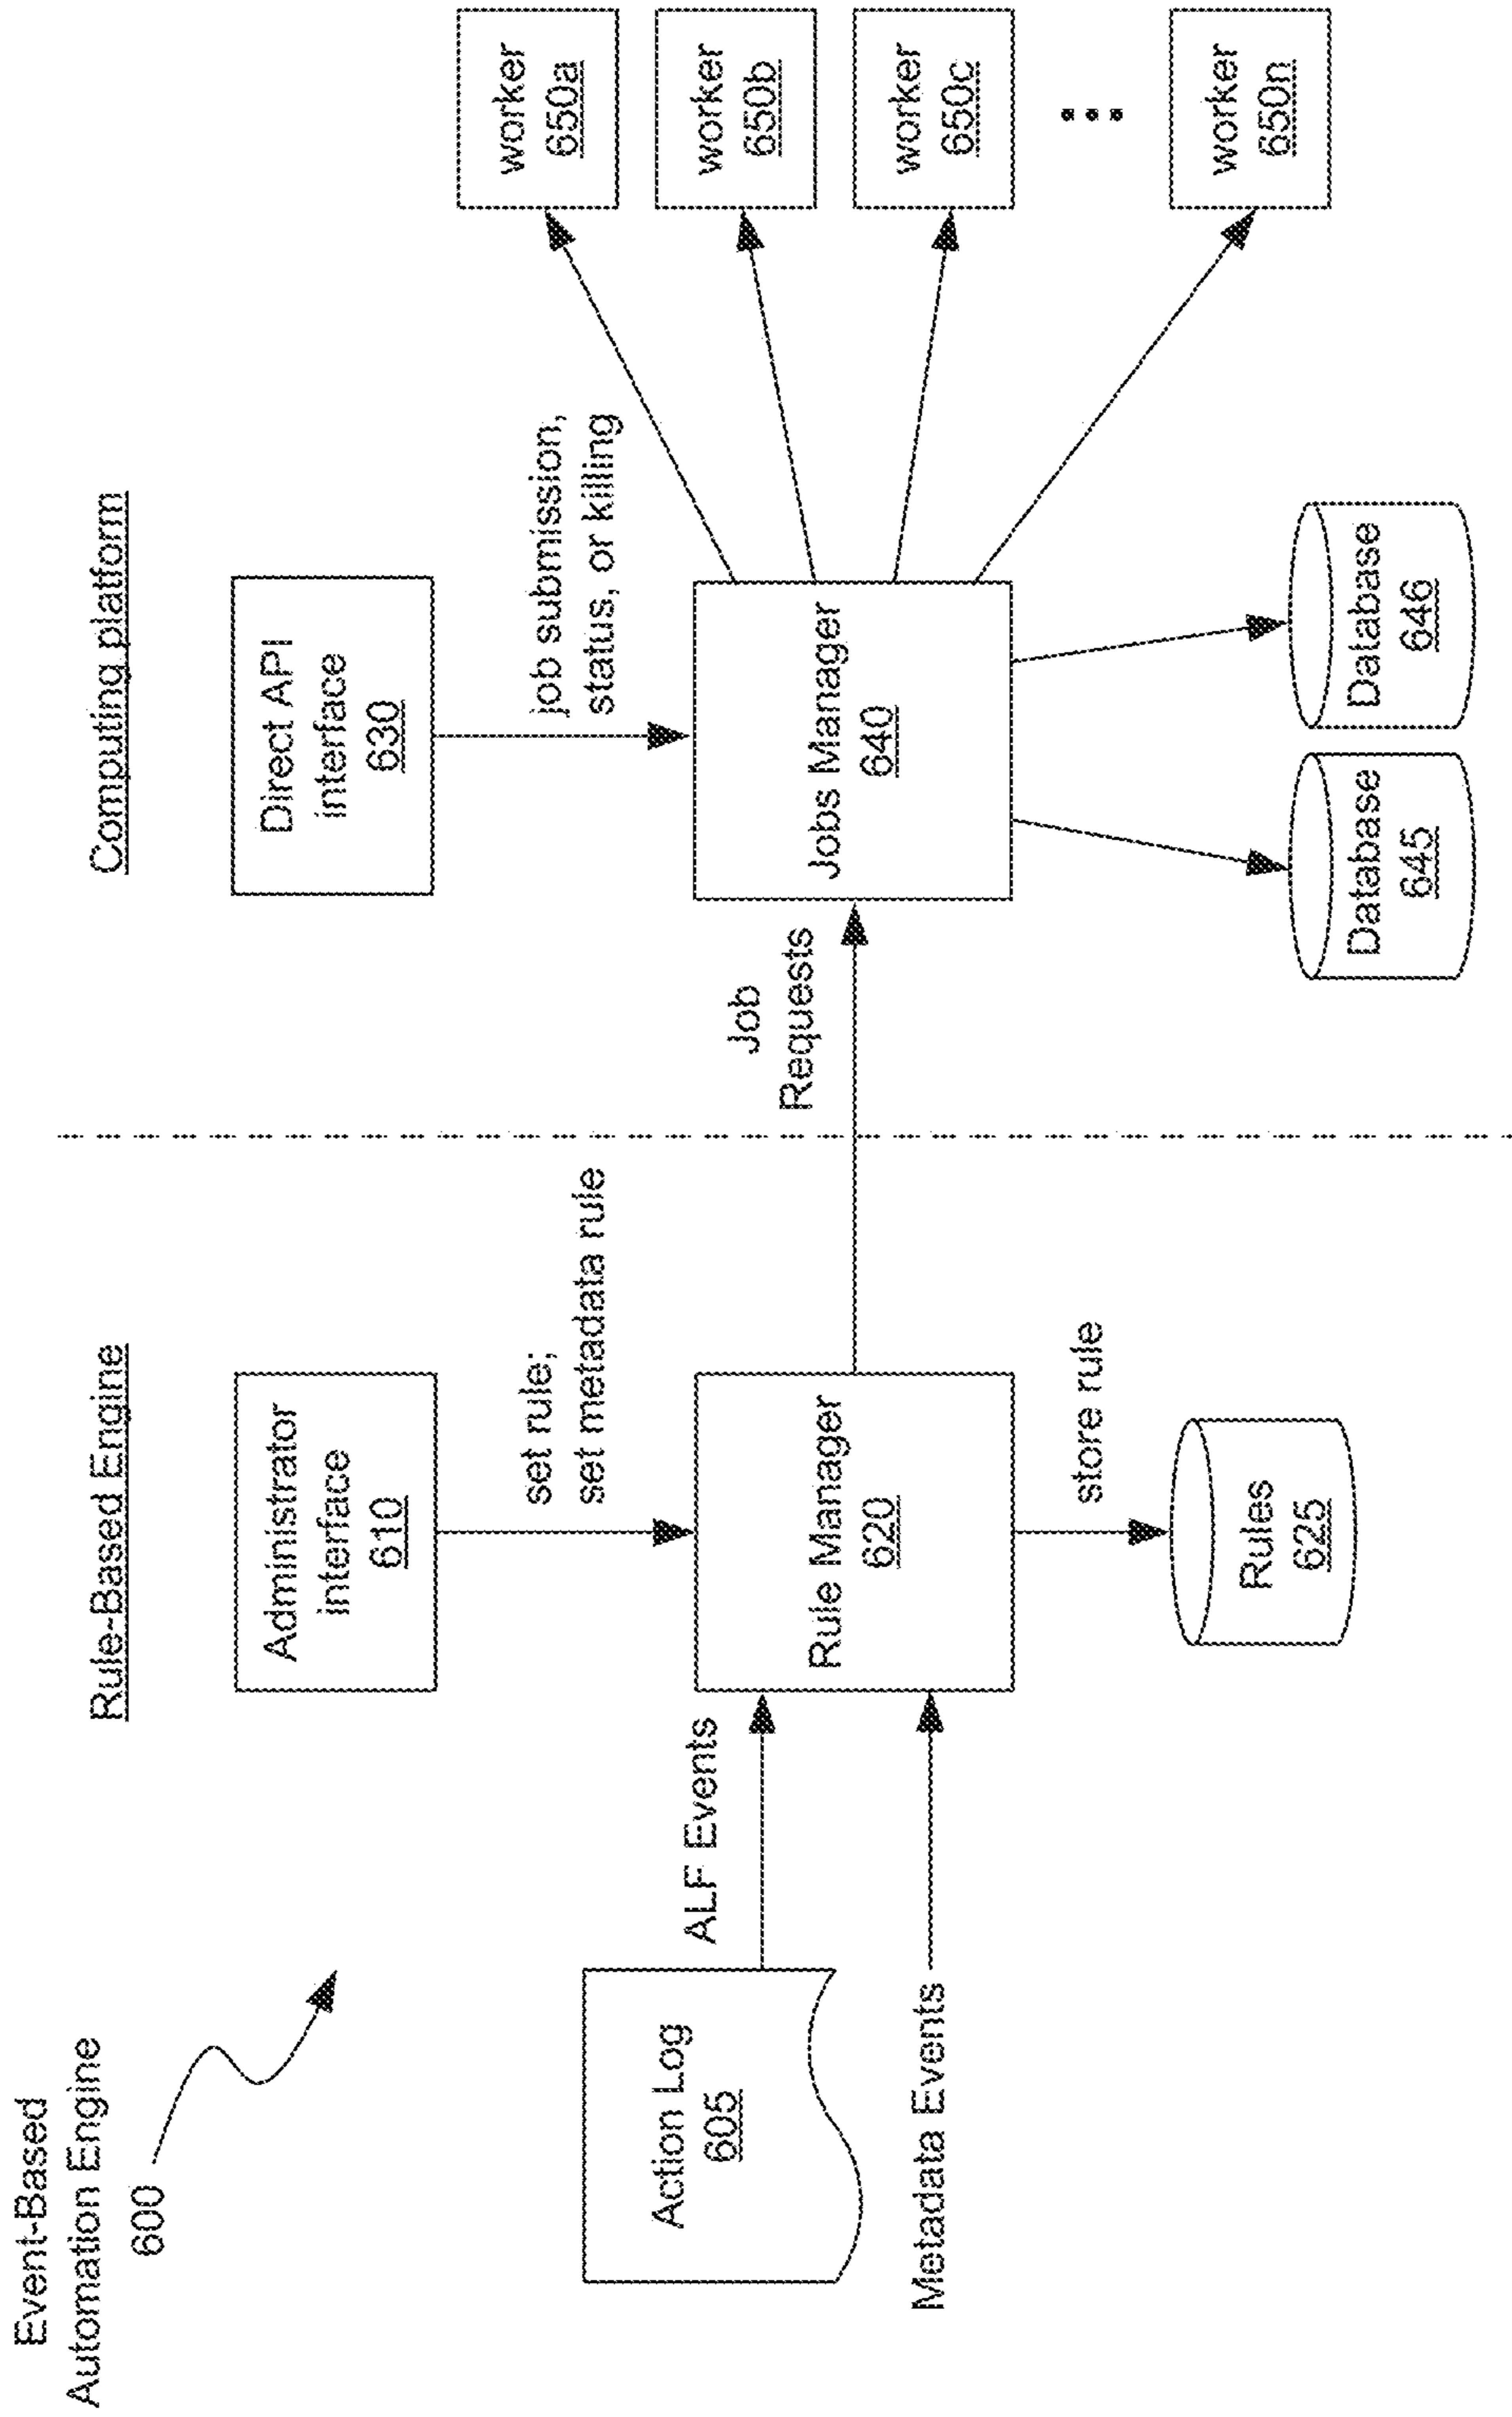 Event-Based
Automation Engine
600
Rule-Based Engine
Computing platform
Administrator
interface
610
set rule;
set metadata rule
Direct API
interface
630
job submission,
status, or killing
Action Log
605
ALF Events
Metadata Events
Rule Manager
620
store rule
Rules
625
Job
Requests
Jobs Manager
640
Database
645
Database
646
worker
650a
worker
650b
worker
650c
worker
650n